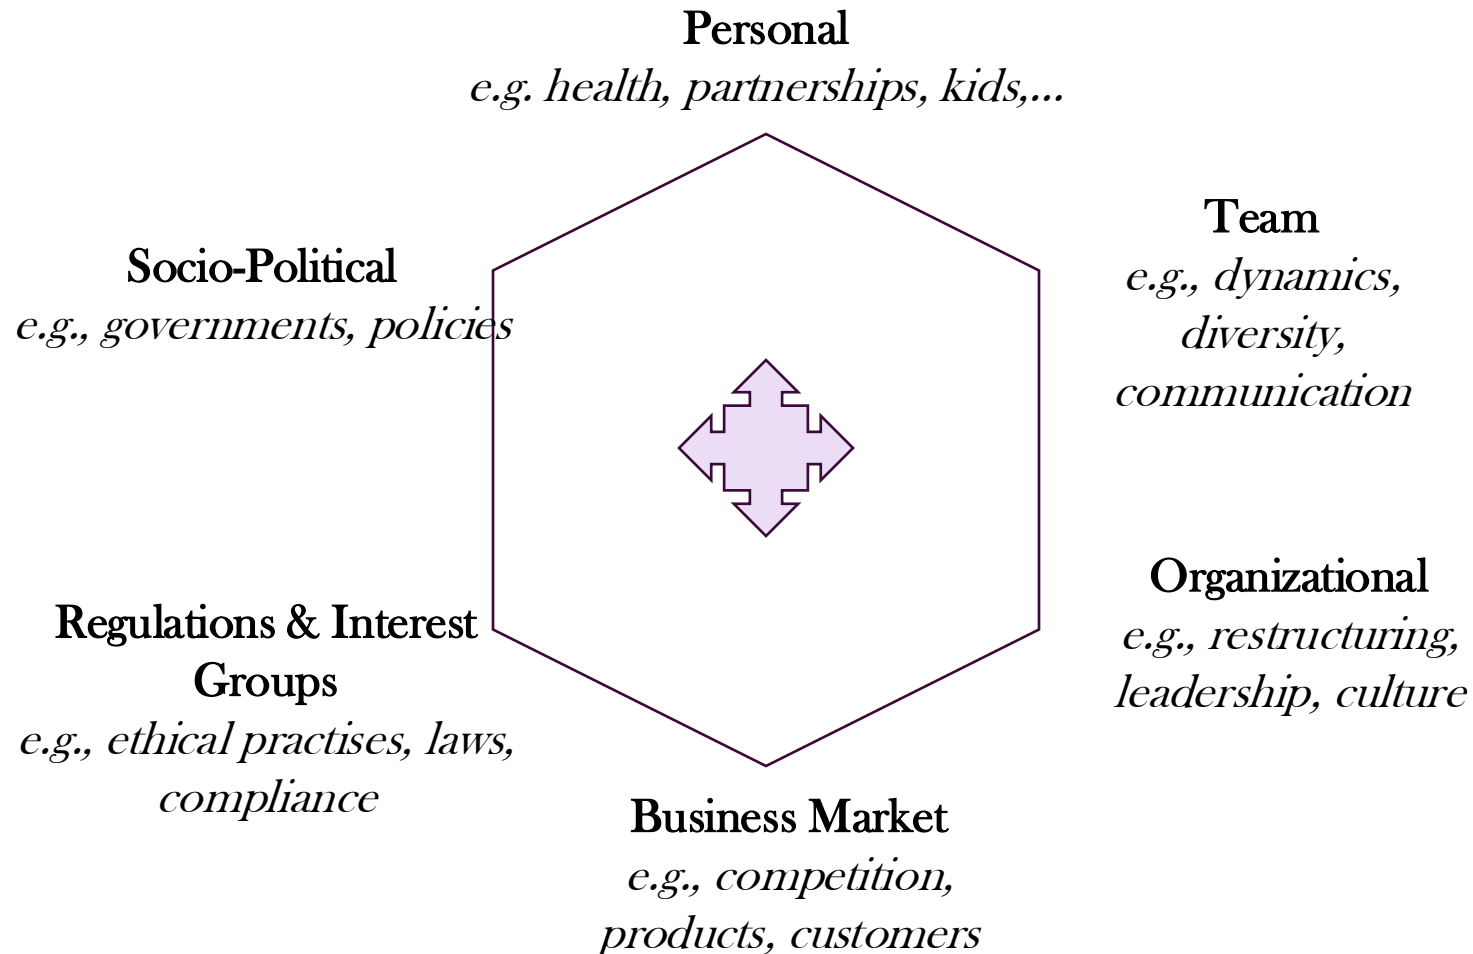 Personal
e.g. health, partnerships, kids,...
Team
e.g., dynamics,
diversity,
communication
Organizational
e.g., restructuring,
leadership, culture
Business Market
e.g., competition,
products, customers
Regulations & Interest
Groups
e.g., ethical practises, laws,
compliance
Socio-Political
e.g., governments, policies